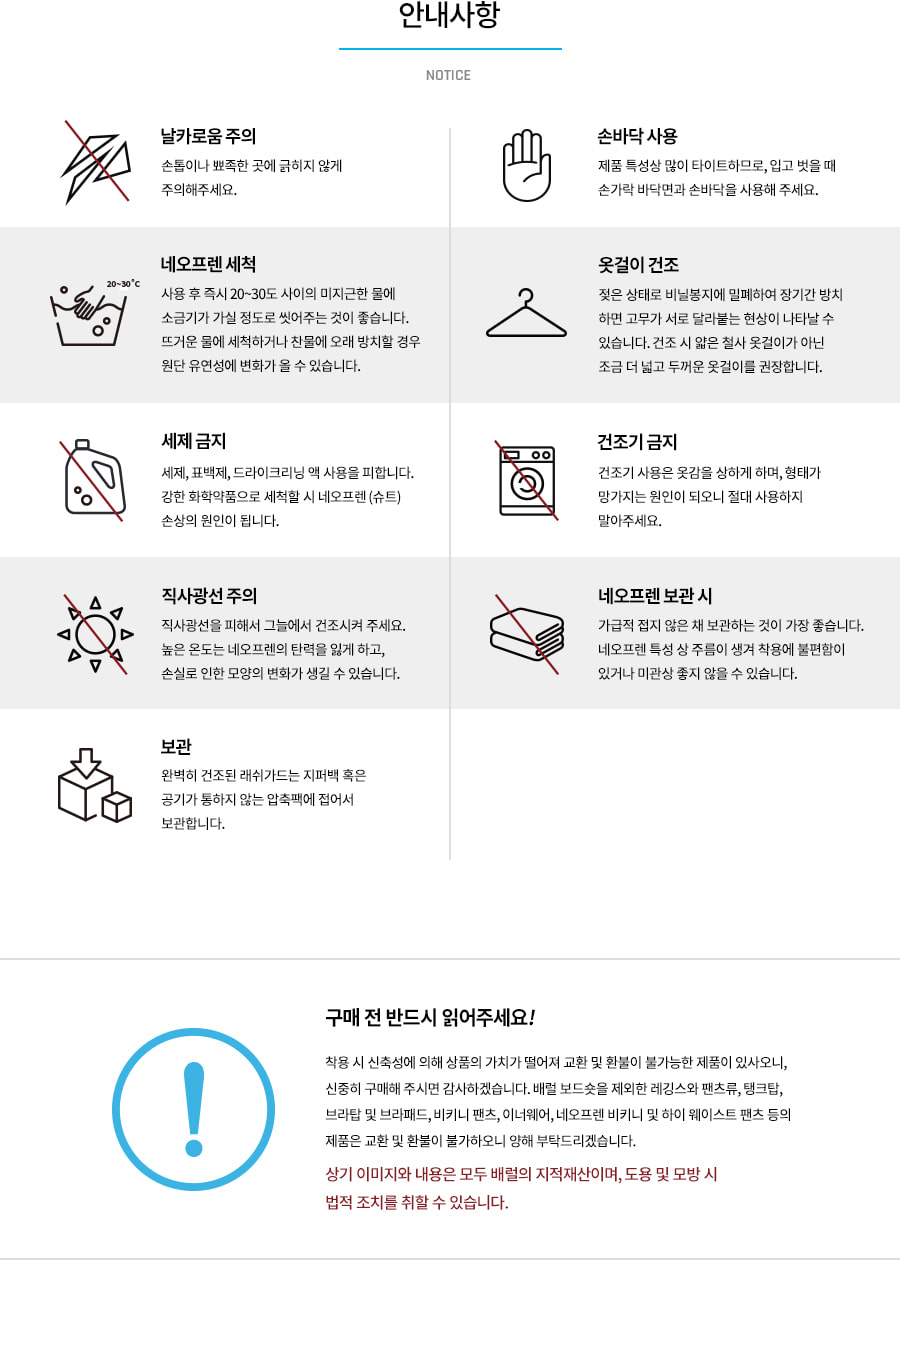 안내사항
NOTICE
날카로움 주의
손톱이나 뾰족한 곳에 긁히지 않게
주의해주세요.
손바닥 사용
제품 특성상 많이 타이트하므로, 입고 벗을 때
손가락 바닥면과 손바닥을 사용해 주세요.
20~30˚C
네오프렌 세척
사용 후 즉시 20~30도 사이의 미지근한 물에
소금기가 가실 정도로 씻어주는 것이 좋습니다.
뜨거운 물에 세척하거나 찬물에 오래 방치할 경우
원단 유연성에 변화가 올 수 있습니다.
옷걸이 건조
젖은 상태로 비닐봉지에 밀폐하여 장기간 방치
하면 고무가 서로 달라붙는 현상이 나타날 수
있습니다. 건조 시 얇은 철사 옷걸이가 아닌
조금 더 넓고 두꺼운 옷걸이를 권장합니다.
세제 금지
세제, 표백제, 드라이크리닝 액 사용을 피합니다.
강한 화학약품으로 세척할 시 네오프렌 (슈트)
손상의 원인이 됩니다.
건조기 금지
건조기 사용은 옷감을 상하게 하며, 형태가
망가지는 원인이 되오니 절대 사용하지
말아주세요.
직사광선 주의
직사광선을 피해서 그늘에서 건조시켜 주세요.
높은 온도는 네오프렌의 탄력을 잃게 하고,
손실로 인한 모양의 변화가 생길 수 있습니다.
네오프렌 보관 시
가급적 접지 않은 채 보관하는 것이 가장 좋습니다.
네오프렌 특성 상 주름이 생겨 착용에 불편함이
있거나 미관상 좋지 않을 수 있습니다.
보관
완벽히 건조된 래쉬가드는 지퍼백 혹은
공기가 통하지 않는 압축팩에 접어서
보관합니다.
구매 전 반드시 읽어주세요!
착용 시 신축성에 의해 상품의 가치가 떨어져 교환 및 환불이 불가능한 제품이 있사오니,
신중히 구매해 주시면 감사하겠습니다. 배럴 보드숏을 제외한 레깅스와 팬츠류, 탱크탑,
브라탑 및 브라패드, 비키니 팬츠, 이너웨어, 네오프렌 비키니 및 하이 웨이스트 팬츠 등의
제품은 교환 및 환불이 불가하오니 양해 부탁드리겠습니다.
상기 이미지와 내용은 모두 배럴의 지적재산이며, 도용 및 모방 시
법적 조치를 취할 수 있습니다.